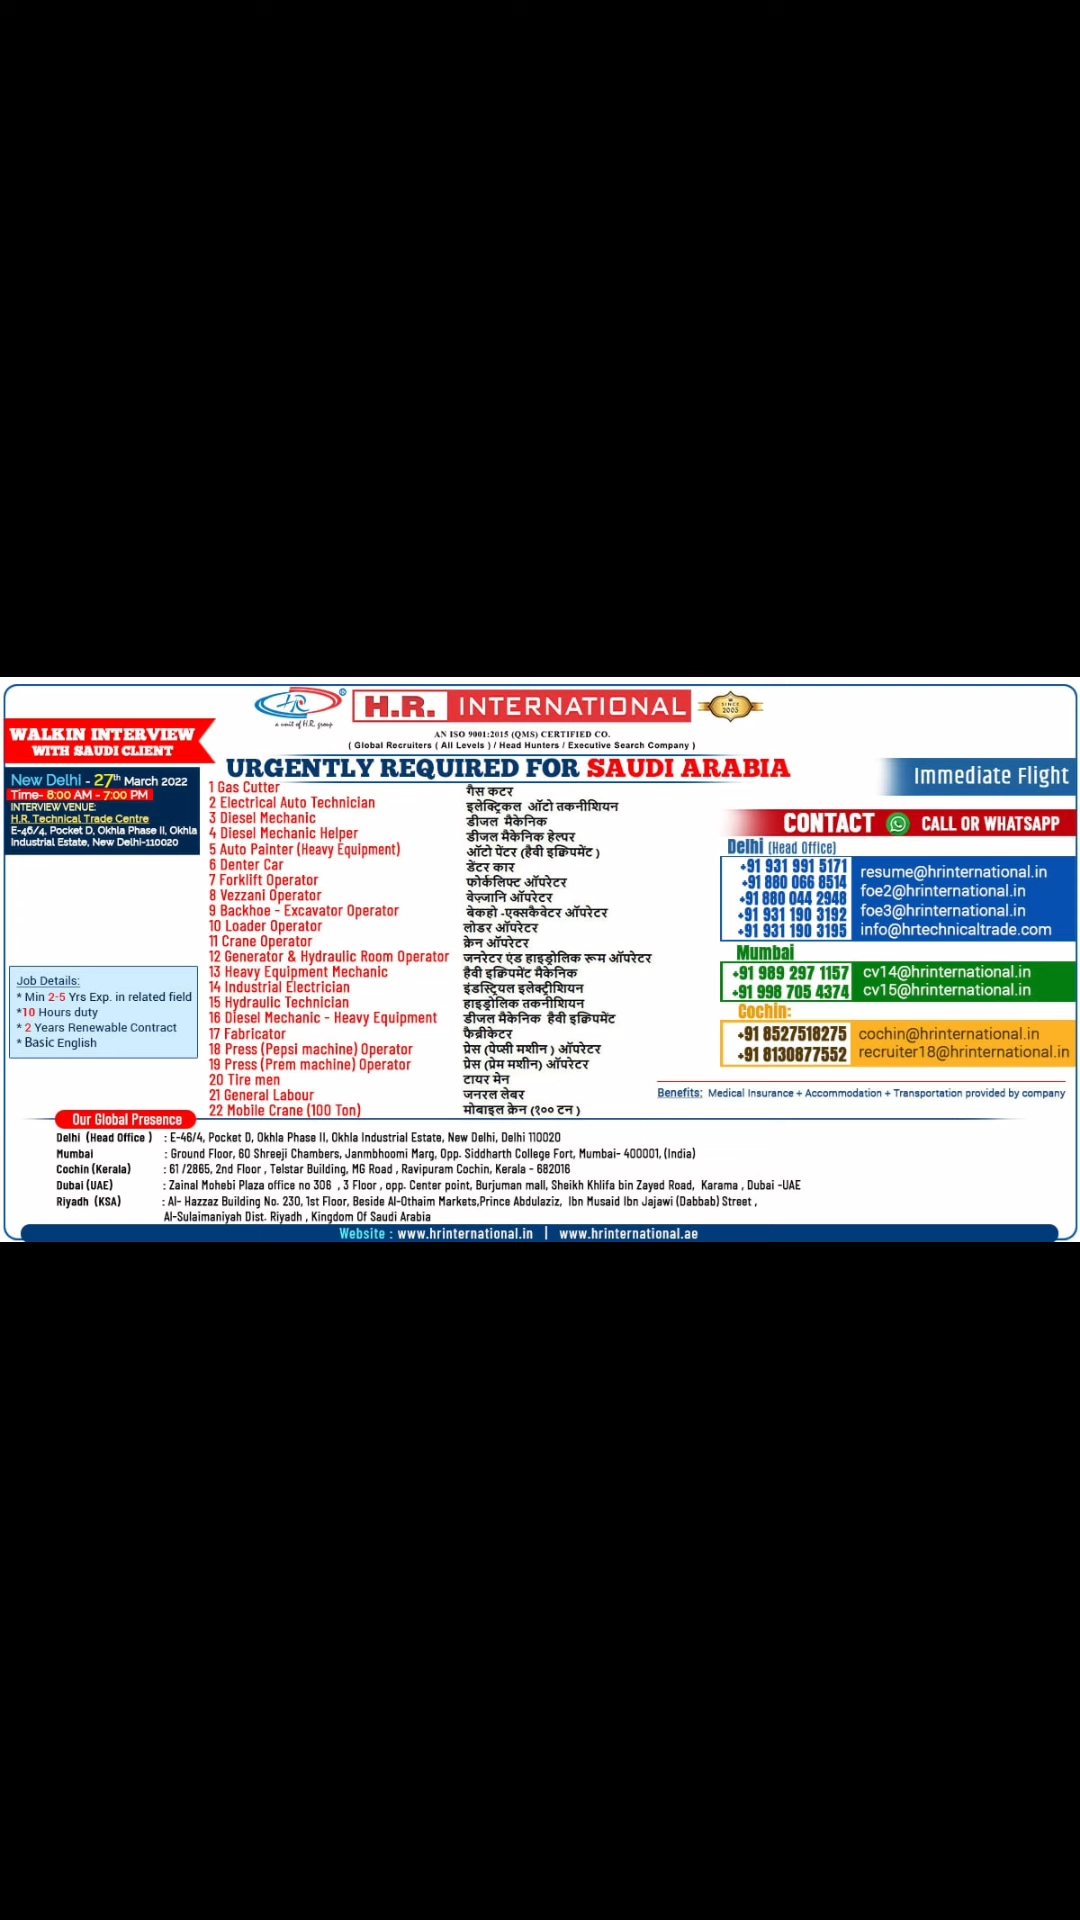 HR
®
a unit of H.R. group
H.R. INTERNATIONAL
SINCE 2003
AN ISO 9001:2015 (QMS) CERTIFIED CO.
( Global Recruiters ( All Levels ) / Head Hunters / Executive Search Company )
WALKIN INTERVIEW
WITH SAUDI CLIENT
New Delhi - 27th March 2022
Time- 8:00 AM - 7:00 PM
INTERVIEW VENUE:
H.R. Technical Trade Centre
E-46/4, Pocket D, Okhla Phase II, Okhla
Industrial Estate, New Delhi-110020
Job Details:
* Min 2-5 Yrs Exp. in related field
*10 Hours duty
* 2 Years Renewable Contract
* Basic English
URGENTLY REQUIRED FOR SAUDI ARABIA
1 Gas Cutter गैस कटर
2 Electrical Auto Technician इलेक्ट्रिकल ऑटो तकनीशियन
3 Diesel Mechanic डीजल मैकेनिक
4 Diesel Mechanic Helper डीजल मैकेनिक हेल्पर
5 Auto Painter (Heavy Equipment) ऑटो पेंटर (हैवी इक्विपमेंट )
6 Denter Car डेंटर कार
7 Forklift Operator फोर्कलिफ्ट ऑपरेटर
8 Vezzani Operator वेज़्जानि ऑपरेटर
9 Backhoe - Excavator Operator बेकहो -एक्सकैवेटर ऑपरेटर
10 Loader Operator लोडर ऑपरेटर
11 Crane Operator क्रेन ऑपरेटर
12 Generator & Hydraulic Room Operator जनरेटर एंड हाइड्रोलिक रूम ऑपरेटर
13 Heavy Equipment Mechanic हैवी इक्विपमेंट मैकेनिक
14 Industrial Electrician इंडस्ट्रियल इलेक्ट्रीशियन
15 Hydraulic Technician हाइड्रोलिक तकनीशियन
16 Diesel Mechanic - Heavy Equipment डीजल मैकेनिक हैवी इक्विपमेंट
17 Fabricator फैब्रीकेटर
18 Press (Pepsi machine) Operator प्रेस (पेप्सी मशीन ) ऑपरेटर
19 Press (Prem machine) Operator प्रेस (प्रेम मशीन) ऑपरेटर
20 Tire men टायर मेन
21 General Labour जनरल लेबर
22 Mobile Crane (100 Ton) मोबाइल क्रेन (१०० टन )
Immediate Flight
CONTACT CALL OR WHATSAPP
Delhi (Head Office)
+91 931 991 5171
+91 880 066 8514
+91 880 044 2948
+91 931 190 3192
+91 931 190 3195
resume@hrinternational.in
foe2@hrinternational.in
foe3@hrinternational.in
info@hrtechnicaltrade.com
Mumbai
+91 989 297 1157 cv14@hrinternational.in
+91 998 705 4374 cv15@hrinternational.in
Cochin:
+91 8527518275 cochin@hrinternational.in
+91 8130877552 recruiter18@hrinternational.in
Benefits: Medical Insurance + Accommodation + Transportation provided by company
Our Global Presence
Delhi (Head Office ) : E-46/4, Pocket D, Okhla Phase II, Okhla Industrial Estate, New Delhi, Delhi 110020
Mumbai : Ground Floor, 60 Shreeji Chambers, Janmbhoomi Marg, Opp. Siddharth College Fort, Mumbai- 400001, (India)
Cochin (Kerala) : 61 /2865, 2nd Floor , Telstar Building, MG Road , Ravipuram Cochin, Kerala - 682016
Dubai (UAE) : Zainal Mohebi Plaza office no 306 , 3 Floor , opp. Center point, Burjuman mall, Sheikh Khlifa bin Zayed Road, Karama , Dubai -UAE
Riyadh (KSA) : Al- Hazzaz Building No. 230, 1st Floor, Beside Al-Othaim Markets,Prince Abdulaziz, Ibn Musaid Ibn Jajawi (Dabbab) Street ,
Al-Sulaimaniyah Dist. Riyadh , Kingdom Of Saudi Arabia
Website : www.hrinternational.in | www.hrinternational.ae